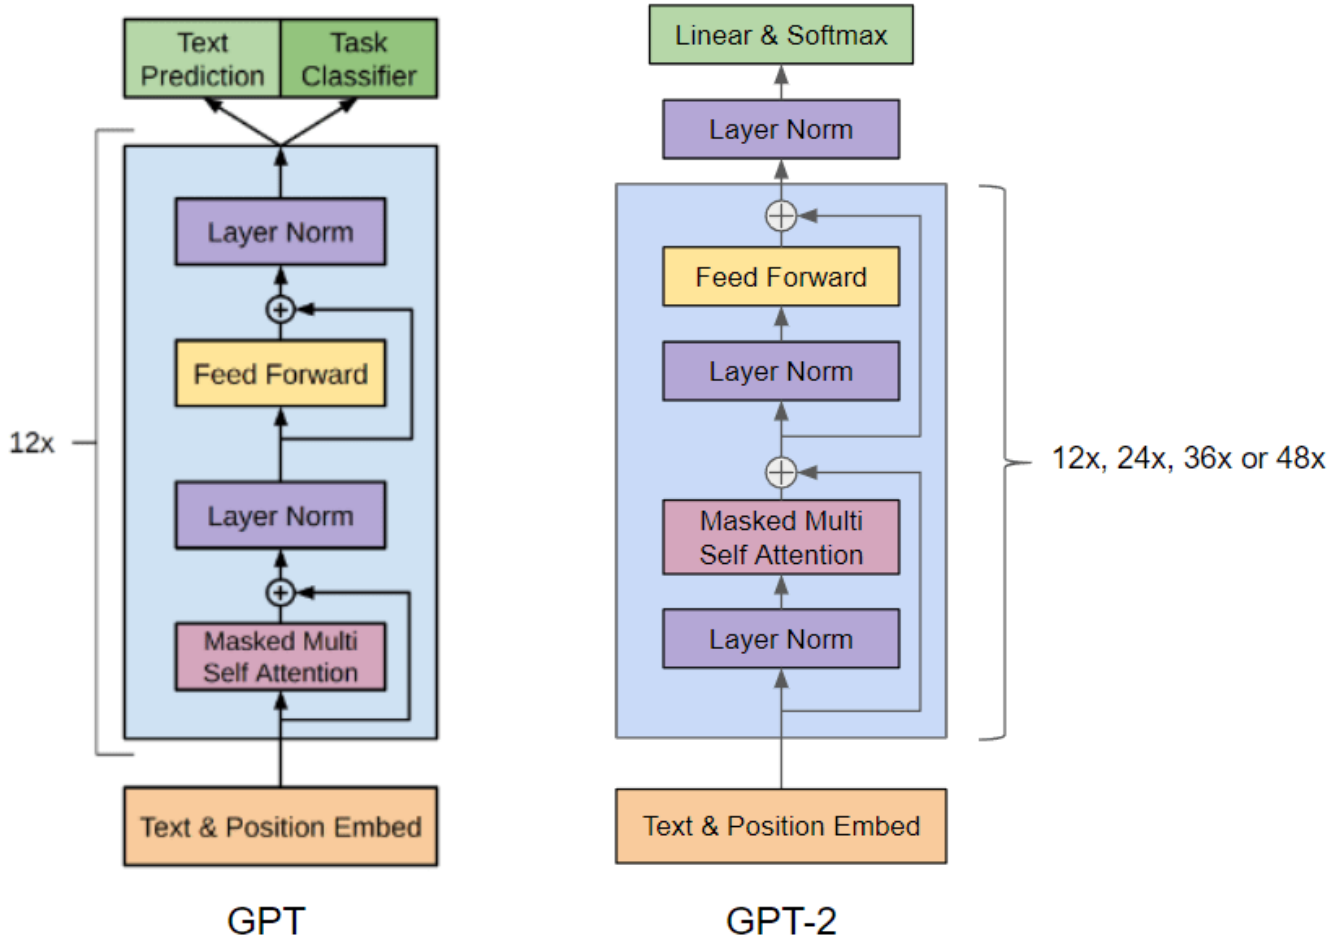 Text
Prediction
Task
Classifier
Layer Norm
Feed Forward
12x
Layer Norm
Masked Multi
Self Attention
Text & Position Embed
GPT
Linear & Softmax
Layer Norm
Feed Forward
Layer Norm
12x, 24x, 36x or 48x
Masked Multi
Self Attention
Layer Norm
Text & Position Embed
GPT-2